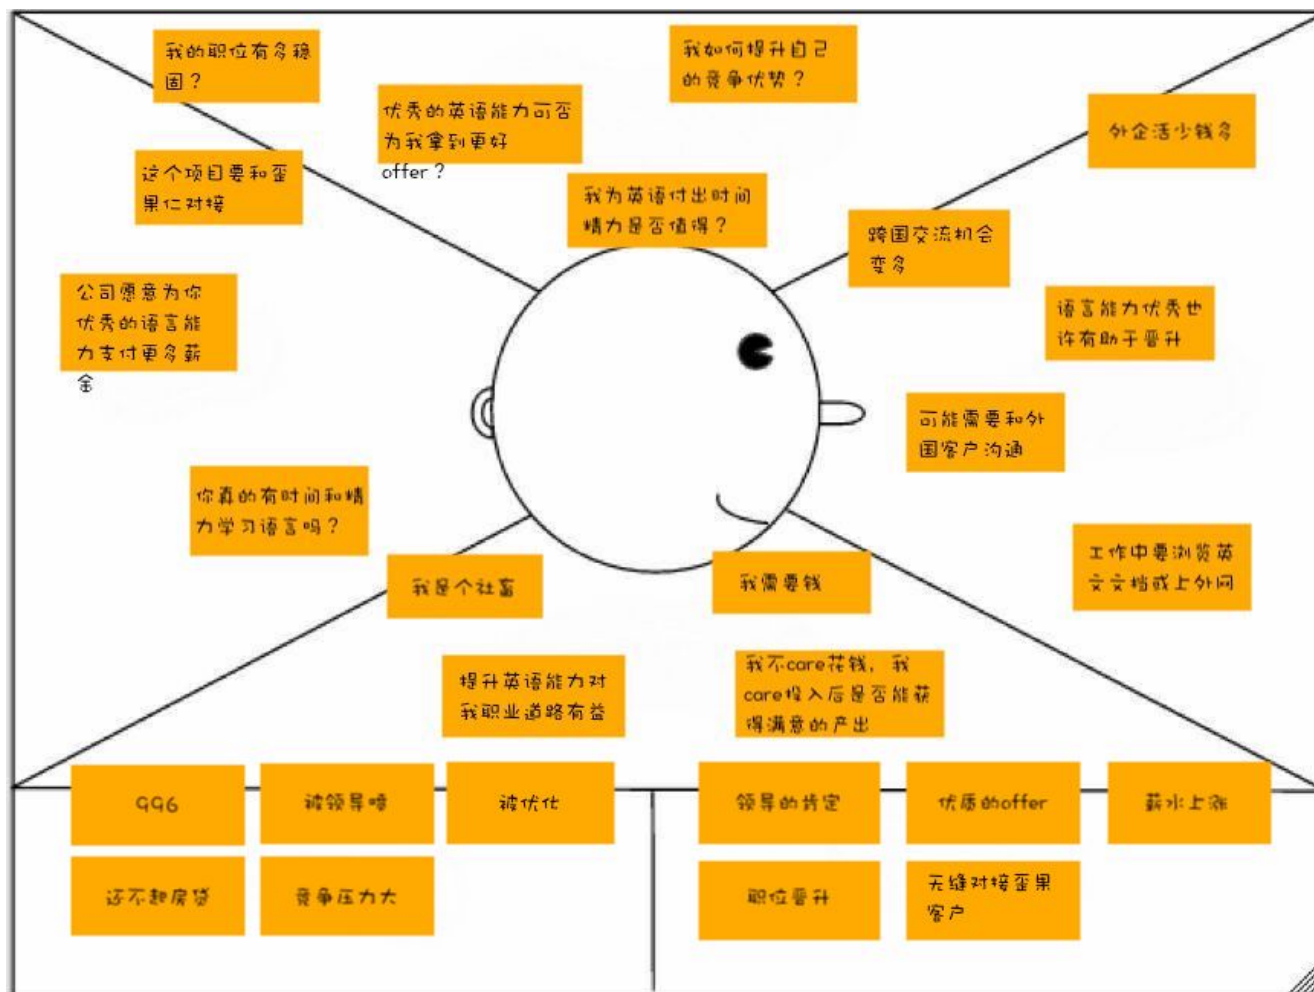 我的职位有多稳
固？
我如何提升自己
的竞争优势？
优秀的英语能力可否
为我拿到更好
offer？
外企活少钱多
这个项目要和歪
果仁对接
我为英语付出时间
精力是否值得？
跨国交流机会
变多
公司愿意为你
优秀的语言能
力支付更多薪
金
语言能力优秀也
许有助于晋升
可能需要和外
国客户沟通
你真的有时间和精
力学习语言吗？
工作中要浏览英
文文档或上外网
我是个社畜
我需要钱
提升英语能力对
我职业道路有益
我不care花钱，我
care投入后是否能获
得满意的产出
996
被领导喷
被优化
领导的肯定
优质的offer
薪水上涨
还不起房贷
竞争压力大
职位晋升
无缝对接歪果
客户